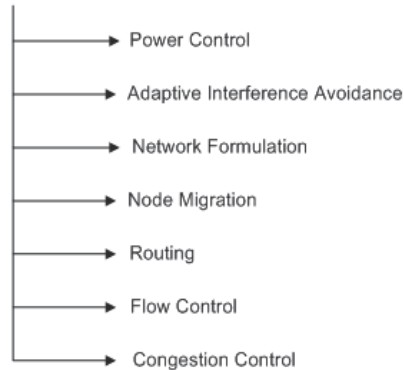 Power Control
Adaptive Interference Avoidance
Network Formulation
Node Migration
Routing
Flow Control
Congestion Control